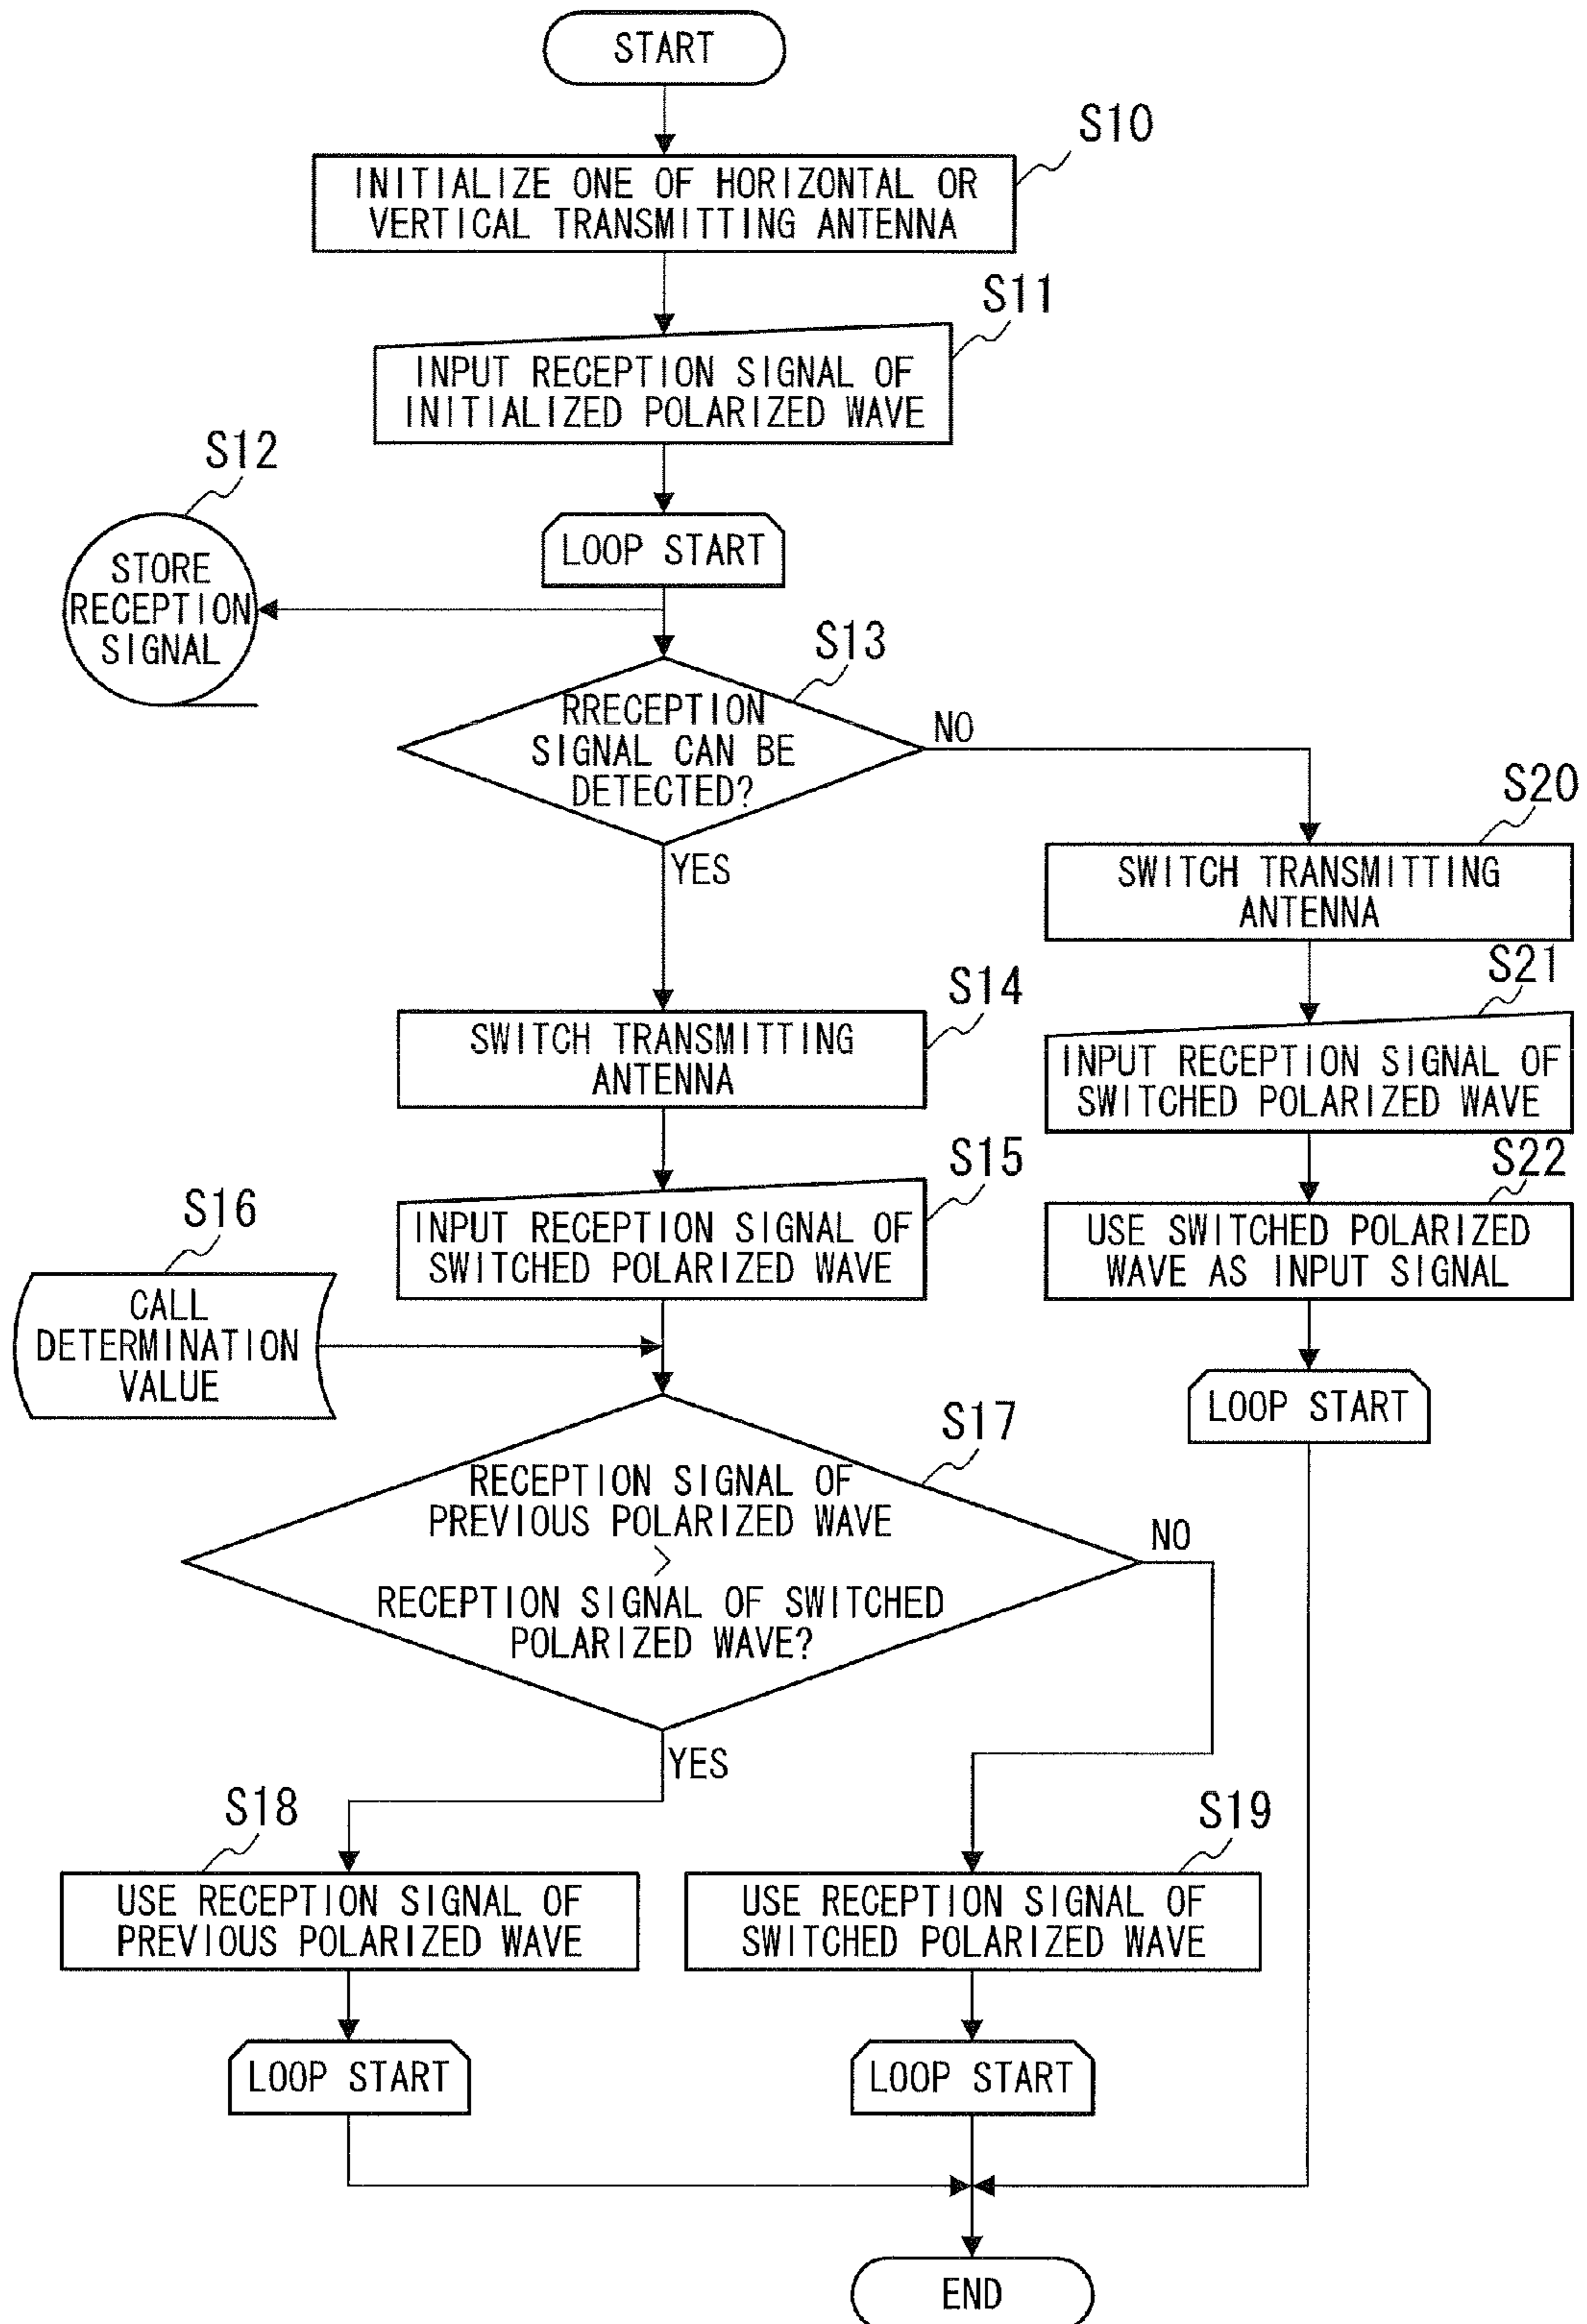 START
S10
INITIALIZE ONE OF HORIZONTAL OR
VERTICAL TRANSMITTING ANTENNA
S11
INPUT RECEPTION SIGNAL OF
INITIALIZED POLARIZED WAVE
S12
STORE
RECEPTION
SIGNAL
LOOP START
S13
RRECEPTION
SIGNAL CAN BE
DETECTED?
NO
YES
S20
SWITCH TRANSMITTING
ANTENNA
S21
INPUT RECEPTION SIGNAL OF
SWITCHED POLARIZED WAVE
S22
USE SWITCHED POLARIZED
WAVE AS INPUT SIGNAL
LOOP START
S14
SWITCH TRANSMITTING
ANTENNA
S15
INPUT RECEPTION SIGNAL OF
SWITCHED POLARIZED WAVE
S16
CALL
DETERMINATION
VALUE
S17
RECEPTION SIGNAL OF
PREVIOUS POLARIZED WAVE
>
RECEPTION SIGNAL OF SWITCHED
POLARIZED WAVE?
NO
YES
S18
USE RECEPTION SIGNAL OF
PREVIOUS POLARIZED WAVE
LOOP START
S19
USE RECEPTION SIGNAL OF
SWITCHED POLARIZED WAVE
LOOP START
END